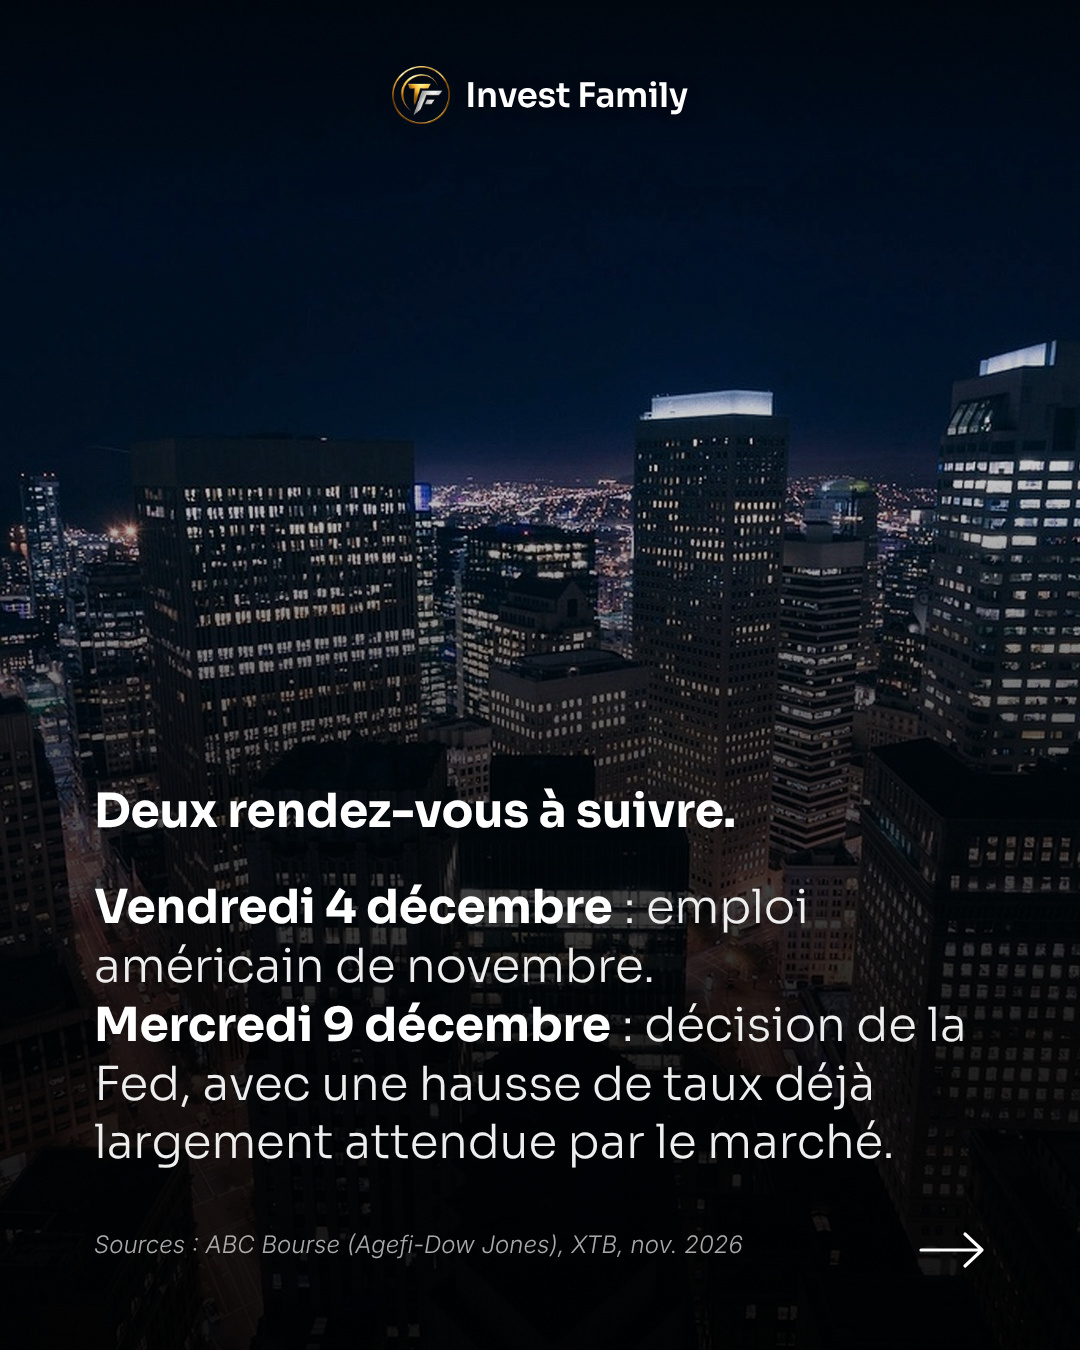 TF Invest Family
Deux rendez-vous à suivre.
Vendredi 4 décembre : emploi
américain de novembre.
Mercredi 9 décembre : décision de la
Fed, avec une hausse de taux déjà
largement attendue par le marché.
Sources : ABC Bourse (Agefi-Dow Jones), XTB, nov. 2026